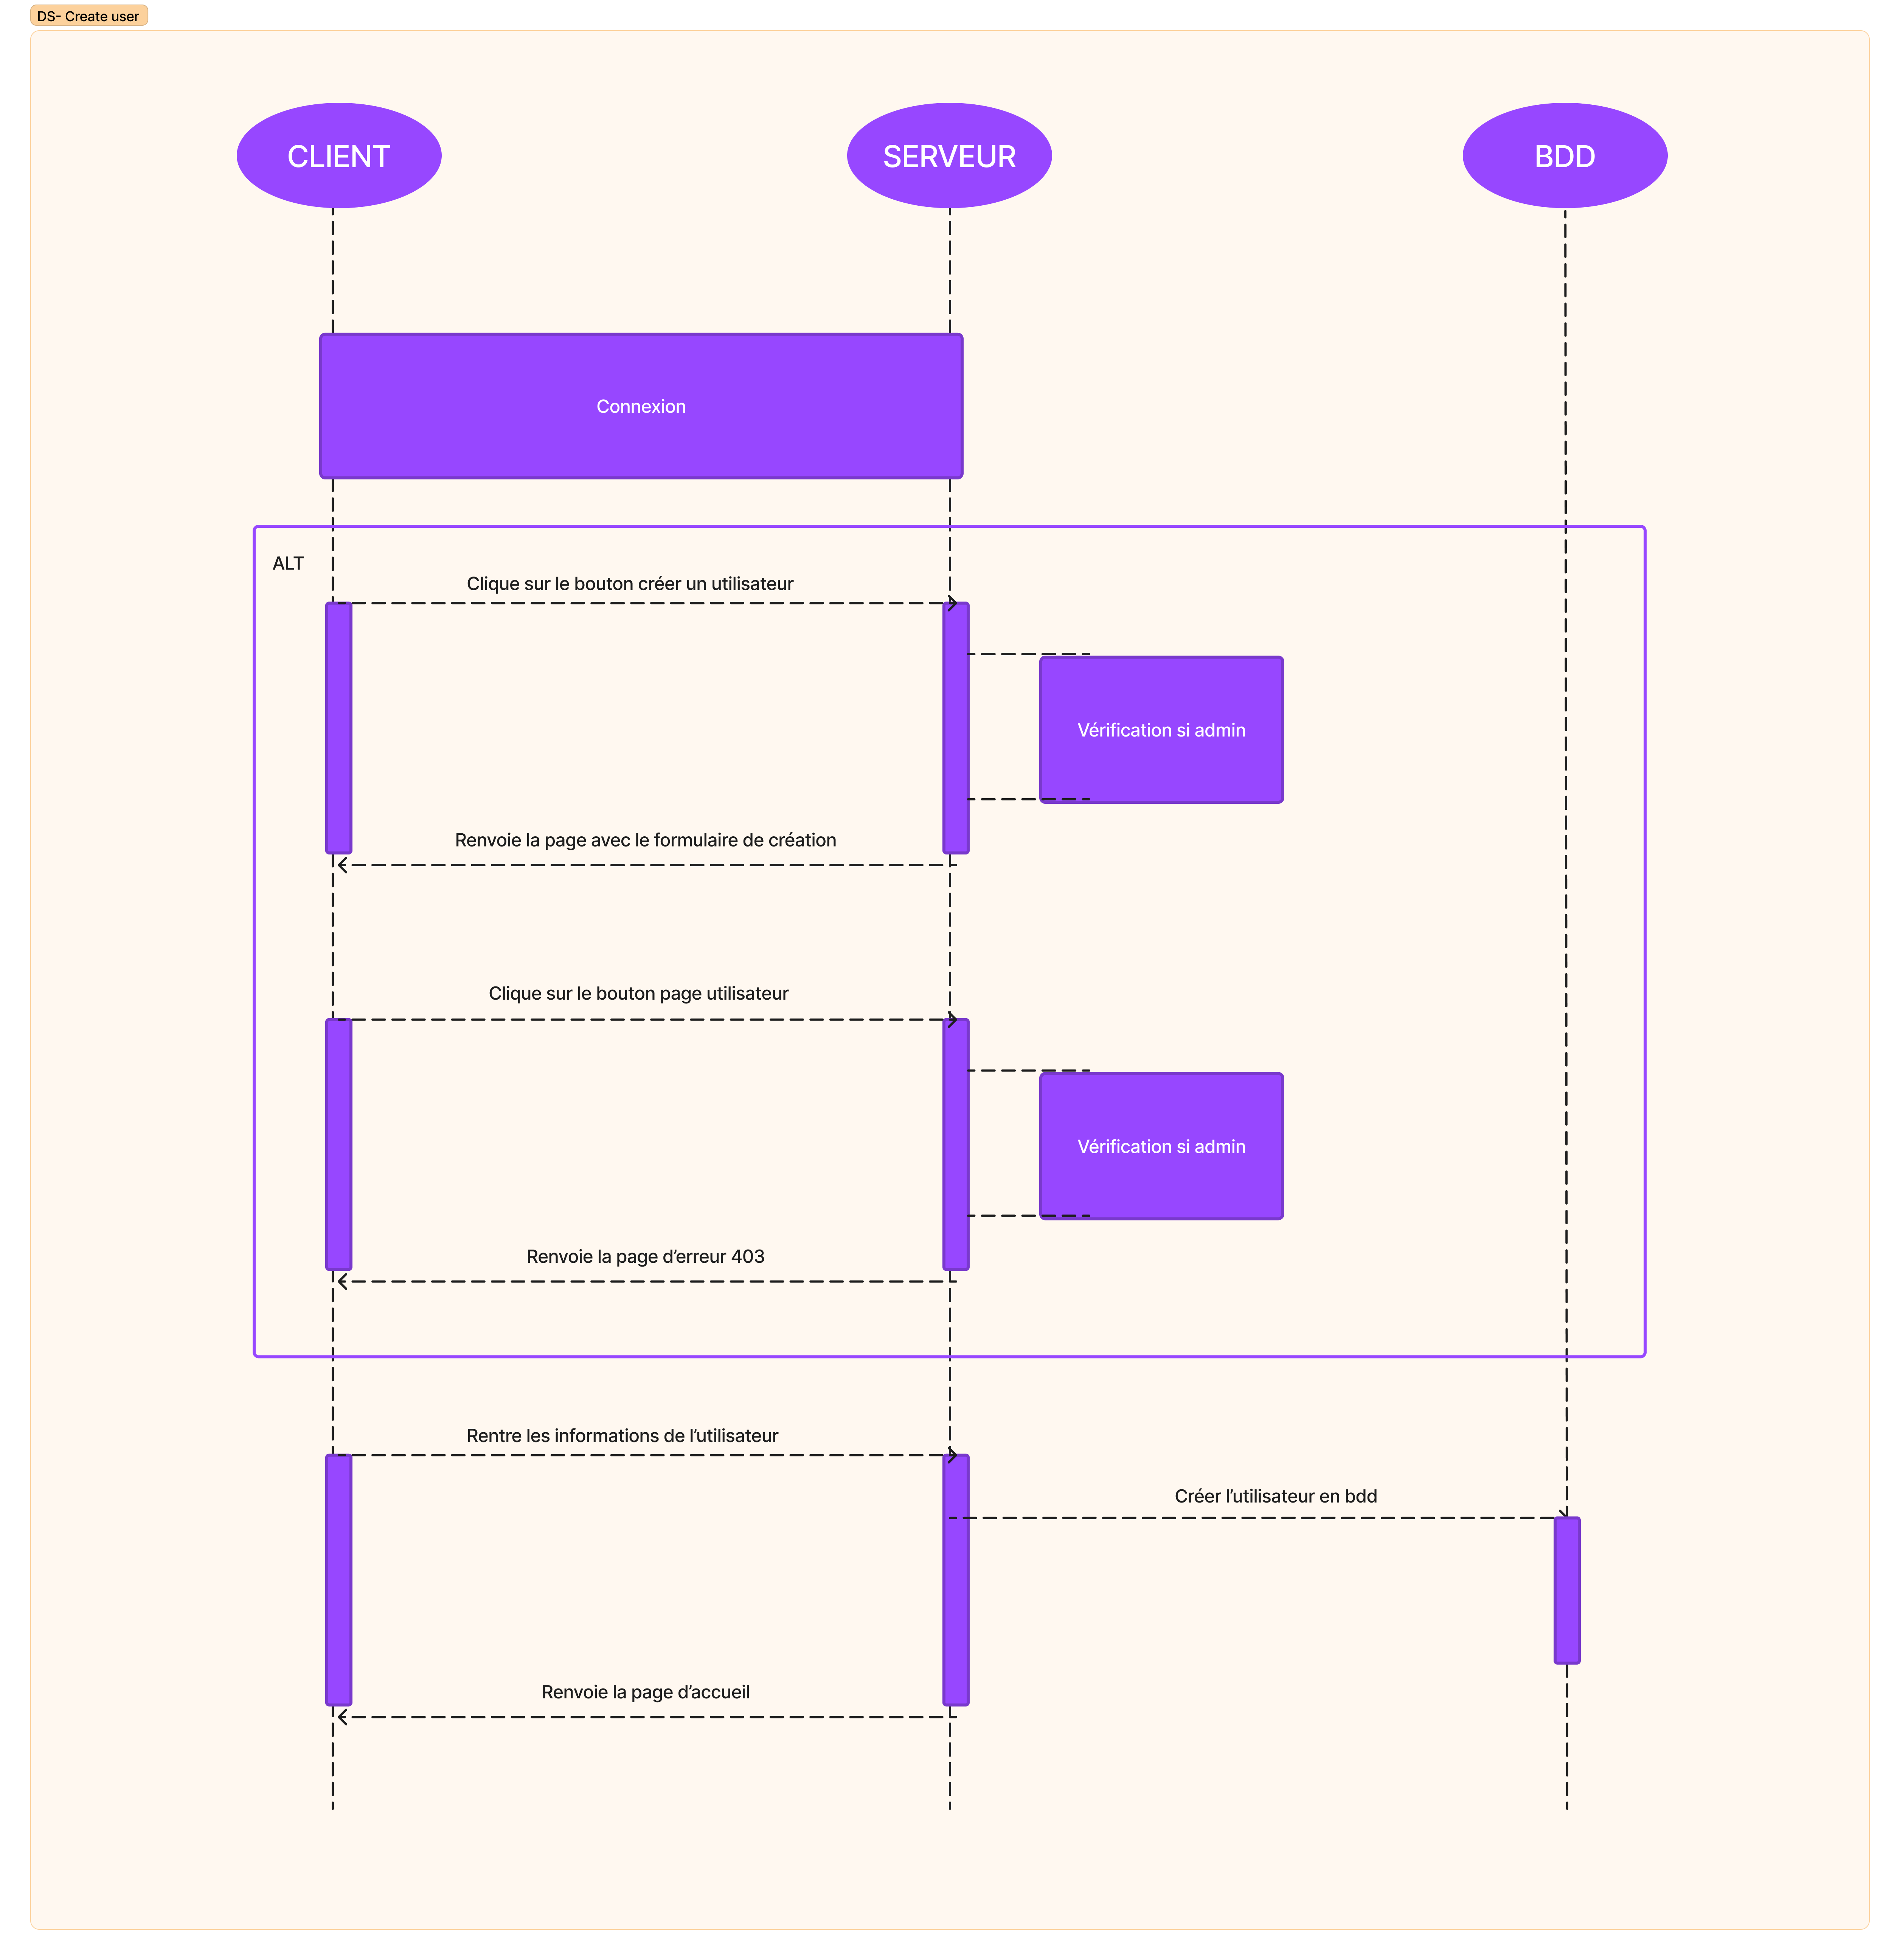 DS- Create user
CLIENT
SERVEUR
BDD
Connexion
ALT
Clique sur le bouton créer un utilisateur
Vérification si admin
Renvoie la page avec le formulaire de création
Clique sur le bouton page utilisateur
Vérification si admin
Renvoie la page d’erreur 403
Rentre les informations de l’utilisateur
Créer l’utilisateur en bdd
Renvoie la page d’accueil